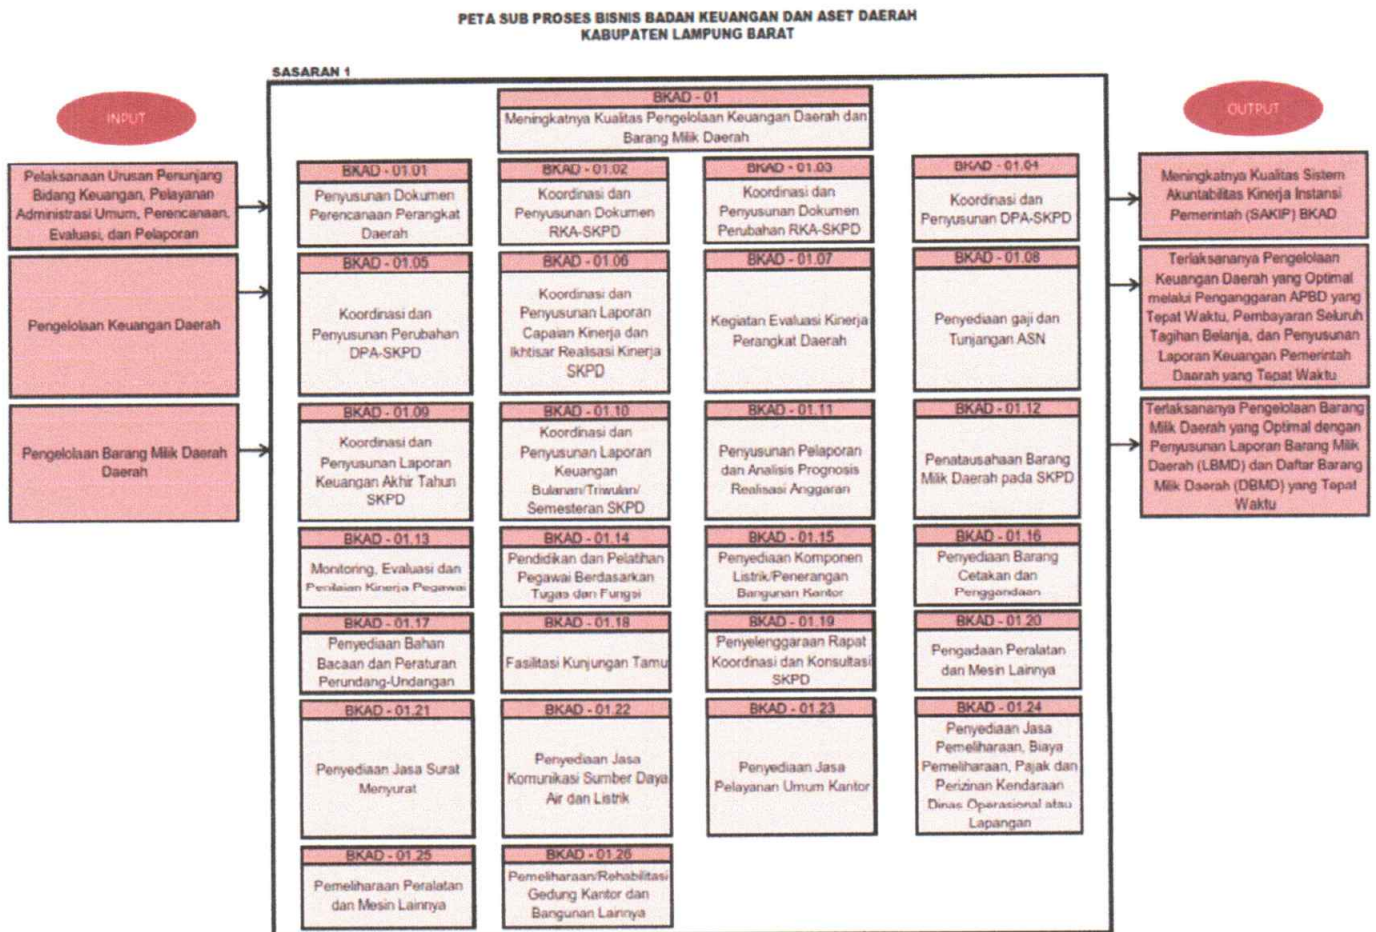 PETA SUB PROSES BISNIS BADAN KEUANGAN DAN ASET DAERAH
KABUPATEN LAMPUNG BARAT
SASARAN 1
INPUT
OUTPUT
BKAD - 01
Meningkatnya Kualitas Pengelolaan Keuangan Daerah dan
Barang Milik Daerah
Pelaksanaan Urusan Penunjang
Bidang Keuangan, Pelayanan
Administrasi Umum, Perencanaan,
Evaluasi, dan Pelaporan
Pengelolaan Keuangan Daerah
Pengelolaan Barang Milik Daerah
Daerah
BKAD - 01.01
Penyusunan Dokumen
Perencanaan Perangkat
Daerah
BKAD - 01.02
Koordinasi dan
Penyusunan Dokumen
RKA-SKPD
BKAD - 01.03
Koordinasi dan
Penyusunan Dokumen
Perubahan RKA-SKPD
BKAD - 01.04
Koordinasi dan
Penyusunan DPA-SKPD
BKAD - 01.05
Koordinasi dan
Penyusunan Perubahan
DPA-SKPD
BKAD - 01.06
Koordinasi dan
Penyusunan Laporan
Capaian Kinerja dan
Ikhtisar Realisasi Kinerja
SKPD
BKAD - 01.07
Kegiatan Evaluasi Kinerja
Perangkat Daerah
BKAD - 01.08
Penyediaan gaji dan
Tunjangan ASN
BKAD - 01.09
Koordinasi dan
Penyusunan Laporan
Keuangan Akhir Tahun
SKPD
BKAD - 01.10
Koordinasi dan
Penyusunan Laporan
Keuangan
Bulanan/Triwulan/
Semesteran SKPD
BKAD - 01.11
Penyusunan Pelaporan
dan Analisis Prognosis
Realisasi Anggaran
BKAD - 01.12
Penatausahaan Barang
Milik Daerah pada SKPD
BKAD - 01.13
Monitoring, Evaluasi dan
Penilaian Kinerja Pegawai
BKAD - 01.14
Pendidikan dan Pelatihan
Pegawai Berdasarkan
Tugas dan Fungsi
BKAD - 01.15
Penyediaan Komponen
Listrik/Penerangan
Bangunan Kantor
BKAD - 01.16
Penyediaan Barang
Cetakan dan
Penggandaan
BKAD - 01.17
Penyediaan Bahan
Bacaan dan Peraturan
Perundang-Undangan
BKAD - 01.18
Fasilitasi Kunjungan Tamu
BKAD - 01.19
Penyelenggaraan Rapat
Koordinasi dan Konsultasi
SKPD
BKAD - 01.20
Pengadaan Peralatan
dan Mesin Lainnya
BKAD - 01.21
Penyediaan Jasa Surat
Menyurat
BKAD - 01.22
Penyediaan Jasa
Komunikasi Sumber Daya
Air dan Listrik
BKAD - 01.23
Penyediaan Jasa
Pelayanan Umum Kantor
BKAD - 01.24
Penyediaan Jasa
Pemeliharaan, Biaya
Pemeliharaan, Pajak dan
Perizinan Kendaraan
Dinas Operasional atau
Lapangan
BKAD - 01.25
Pemeliharaan Peralatan
dan Mesin Lainnya
BKAD - 01.26
Pemeliharaan/Rehabilitasi
Gedung Kantor dan
Bangunan Lainnya
Meningkatnya Kualitas Sistem
Akuntabilitas Kinerja Instansi
Pemerintah (SAKIP) BKAD
Terlaksananya Pengelolaan
Keuangan Daerah yang Optimal
melalui Penganggaran APBD yang
Tepat Waktu, Pembayaran Seluruh
Tagihan Belanja, dan Penyusunan
Laporan Keuangan Pemerintah
Daerah yang Tepat Waktu
Terlaksananya Pengelolaan Barang
Milik Daerah yang Optimal dengan
Penyusunan Laporan Barang Milik
Daerah (LBMD) dan Daftar Barang
Milik Daerah (DBMD) yang Tepat
Waktu